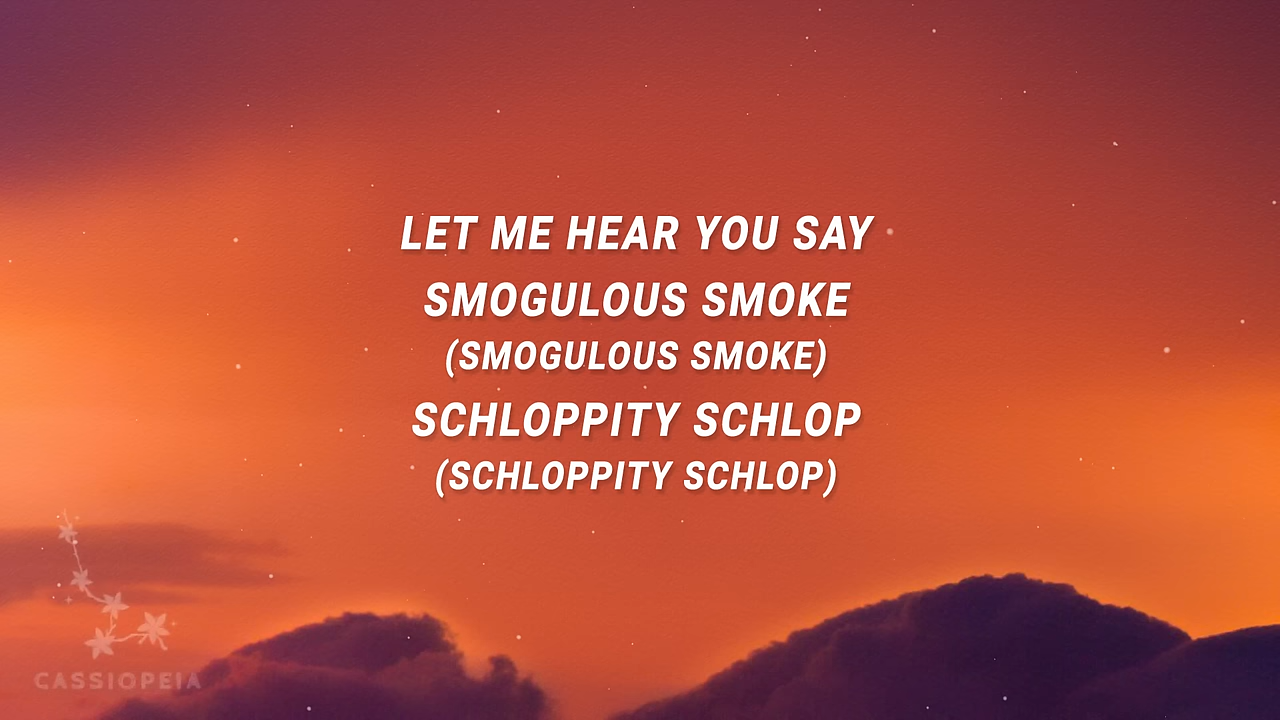 LET ME HEAR YOU SAY
SMOGULOUS SMOKE
(SMOGULOUS SMOKE)
SCHLOPPITY SCHLOP
(SCHLOPPITY SCHLOP)
CASSIOPEIA